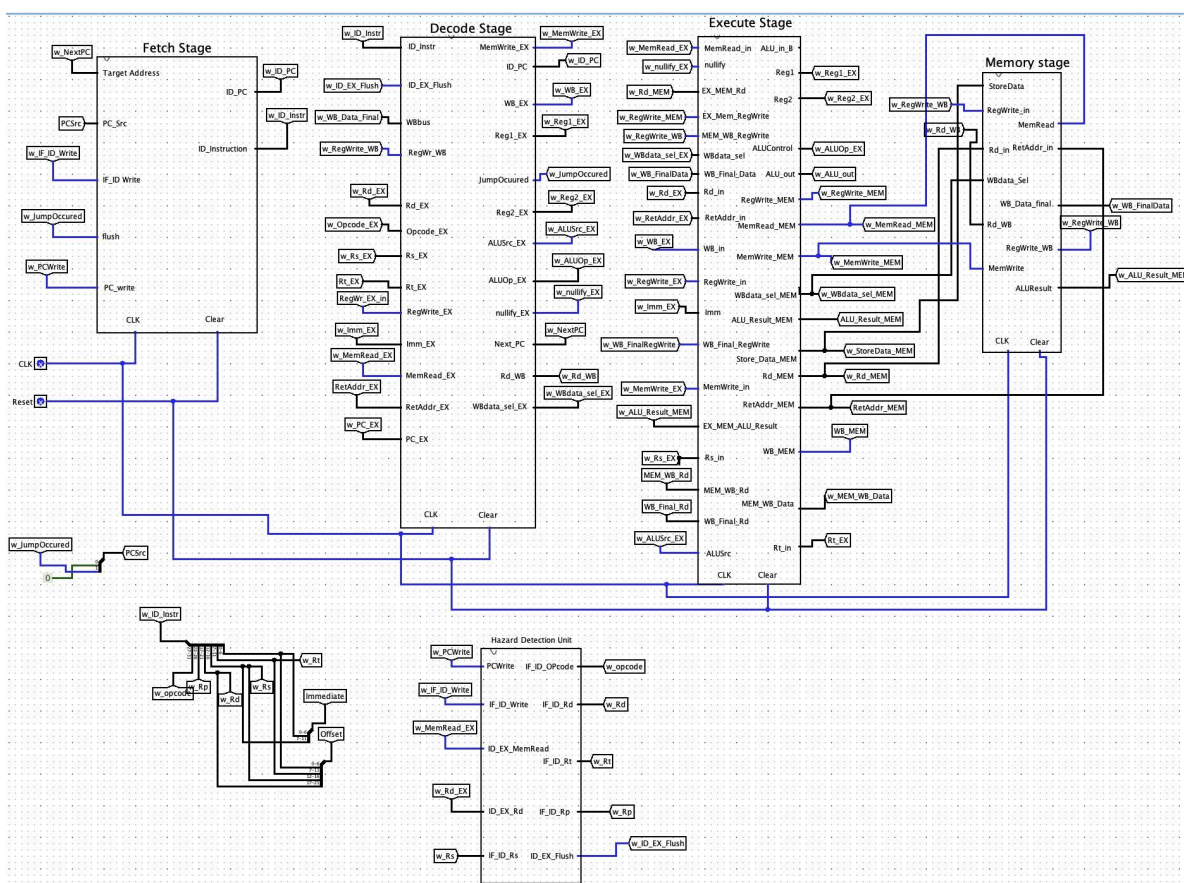 Fetch Stage
w_NextPC
Target Address
w_ID_PC
ID_PC
w_ID_Instr
PCSrc
PC_Src
ID_Instruction
w_IF_ID_Write
IF_ID Write
w_JumpOccured
flush
w_PCWrite
PC_write
CLK
Clear
CLK
Reset
Decode Stage
w_ID_Instr
ID_Instr
w_ID_EX_Flush
ID_EX_Flush
w_WB_Data_Final
WBbus
w_RegWrite_WB
RegWr_WB
w_Rd_EX
Rd_EX
w_Opcode_EX
Opcode_EX
w_Rs_EX
Rs_EX
Rt_EX
Rt_EX
RegWr_EX_in
RegWrite_EX
w_Imm_EX
Imm_EX
w_MemRead_EX
MemRead_EX
RetAddr_EX
RetAddr_EX
w_PC_EX
PC_EX
CLK
Clear
MemWrite_EX
w_MemWrite_EX
ID_PC
w_ID_PC
WB_EX
w_WB_EX
Reg1_EX
w_Reg1_EX
JumpOcuured
w_JumpOccured
Reg2_EX
w_Reg2_EX
ALUSrc_EX
w_ALUSrc_EX
ALUOp_EX
w_ALUOp_EX
nullify_EX
w_nullify_EX
Next_PC
w_NextPC
Rd_WB
w_Rd_WB
WBdata_sel_EX
w_WBdata_sel_EX
Execute Stage
w_MemRead_EX
MemRead_in
w_nullify_EX
nullify
w_Rd_MEM
EX_MEM_Rd
w_RegWrite_MEM
EX_Mem_RegWrite
w_RegWrite_WB
MEM_WB_RegWrite
w_WBdata_sel_EX
WBdata_sel
w_WB_FinalData
WB_Final_Data
w_Rd_EX
Rd_in
w_RetAddr_EX
RetAddr_in
w_WB_EX
WB_in
w_RegWrite_EX
RegWrite_in
w_Imm_EX
Imm
w_WB_FinalRegWrite
WB_Final_RegWrite
w_MemWrite_EX
MemWrite_in
w_ALU_Result_MEM
EX_MEM_ALU_Result
w_Rs_EX
Rs_in
MEM_WB_Rd
MEM_WB_Rd
WB_Final_Rd
WB_Final_Rd
w_ALUSrc_EX
ALUSrc
CLK
Clear
ALU_in_B
Reg1
w_Reg1_EX
Reg2
w_Reg2_EX
ALUControl
w_ALUOp_EX
ALU_out
w_ALU_out
RegWrite_MEM
w_RegWrite_MEM
MemRead_MEM
w_MemRead_MEM
MemWrite_MEM
w_MemWrite_MEM
WBdata_sel_MEM
w_WBdata_sel_MEM
ALU_Result_MEM
ALU_Result_MEM
Store_Data_MEM
w_StoreData_MEM
Rd_MEM
w_Rd_MEM
RetAddr_MEM
RetAddr_MEM
WB_MEM
WB_MEM
MEM_WB_Data
w_MEM_WB_Data
Rt_in
Rt_EX
Memory stage
StoreData
w_RegWrite_WB
RegWrite_in
MemRead
w_Rd_WB
Rd_in
RetAddr_in
WBdata_Sel
WB_Data_final
w_WB_FinalData
Rd_WB
w_RegWrite_WB
RegWrite_WB
MemWrite
ALUResult
w_ALU_Result_MEM
CLK
Clear
w_JumpOccured
PCSrc
0
w_ID_Instr
w_Rt
w_opcode
w_Rp
w_Rd
w_Rs
Immediate
Offset
Hazard Detection Unit
w_PCWrite
PCWrite
IF_ID_OPcode
w_opcode
w_IF_ID_Write
IF_ID_Write
IF_ID_Rd
w_Rd
w_MemRead_EX
ID_EX_MemRead
IF_ID_Rt
w_Rt
w_Rd_EX
ID_EX_Rd
IF_ID_Rp
w_Rp
w_Rs
IF_ID_Rs
ID_EX_Flush
w_ID_EX_Flush